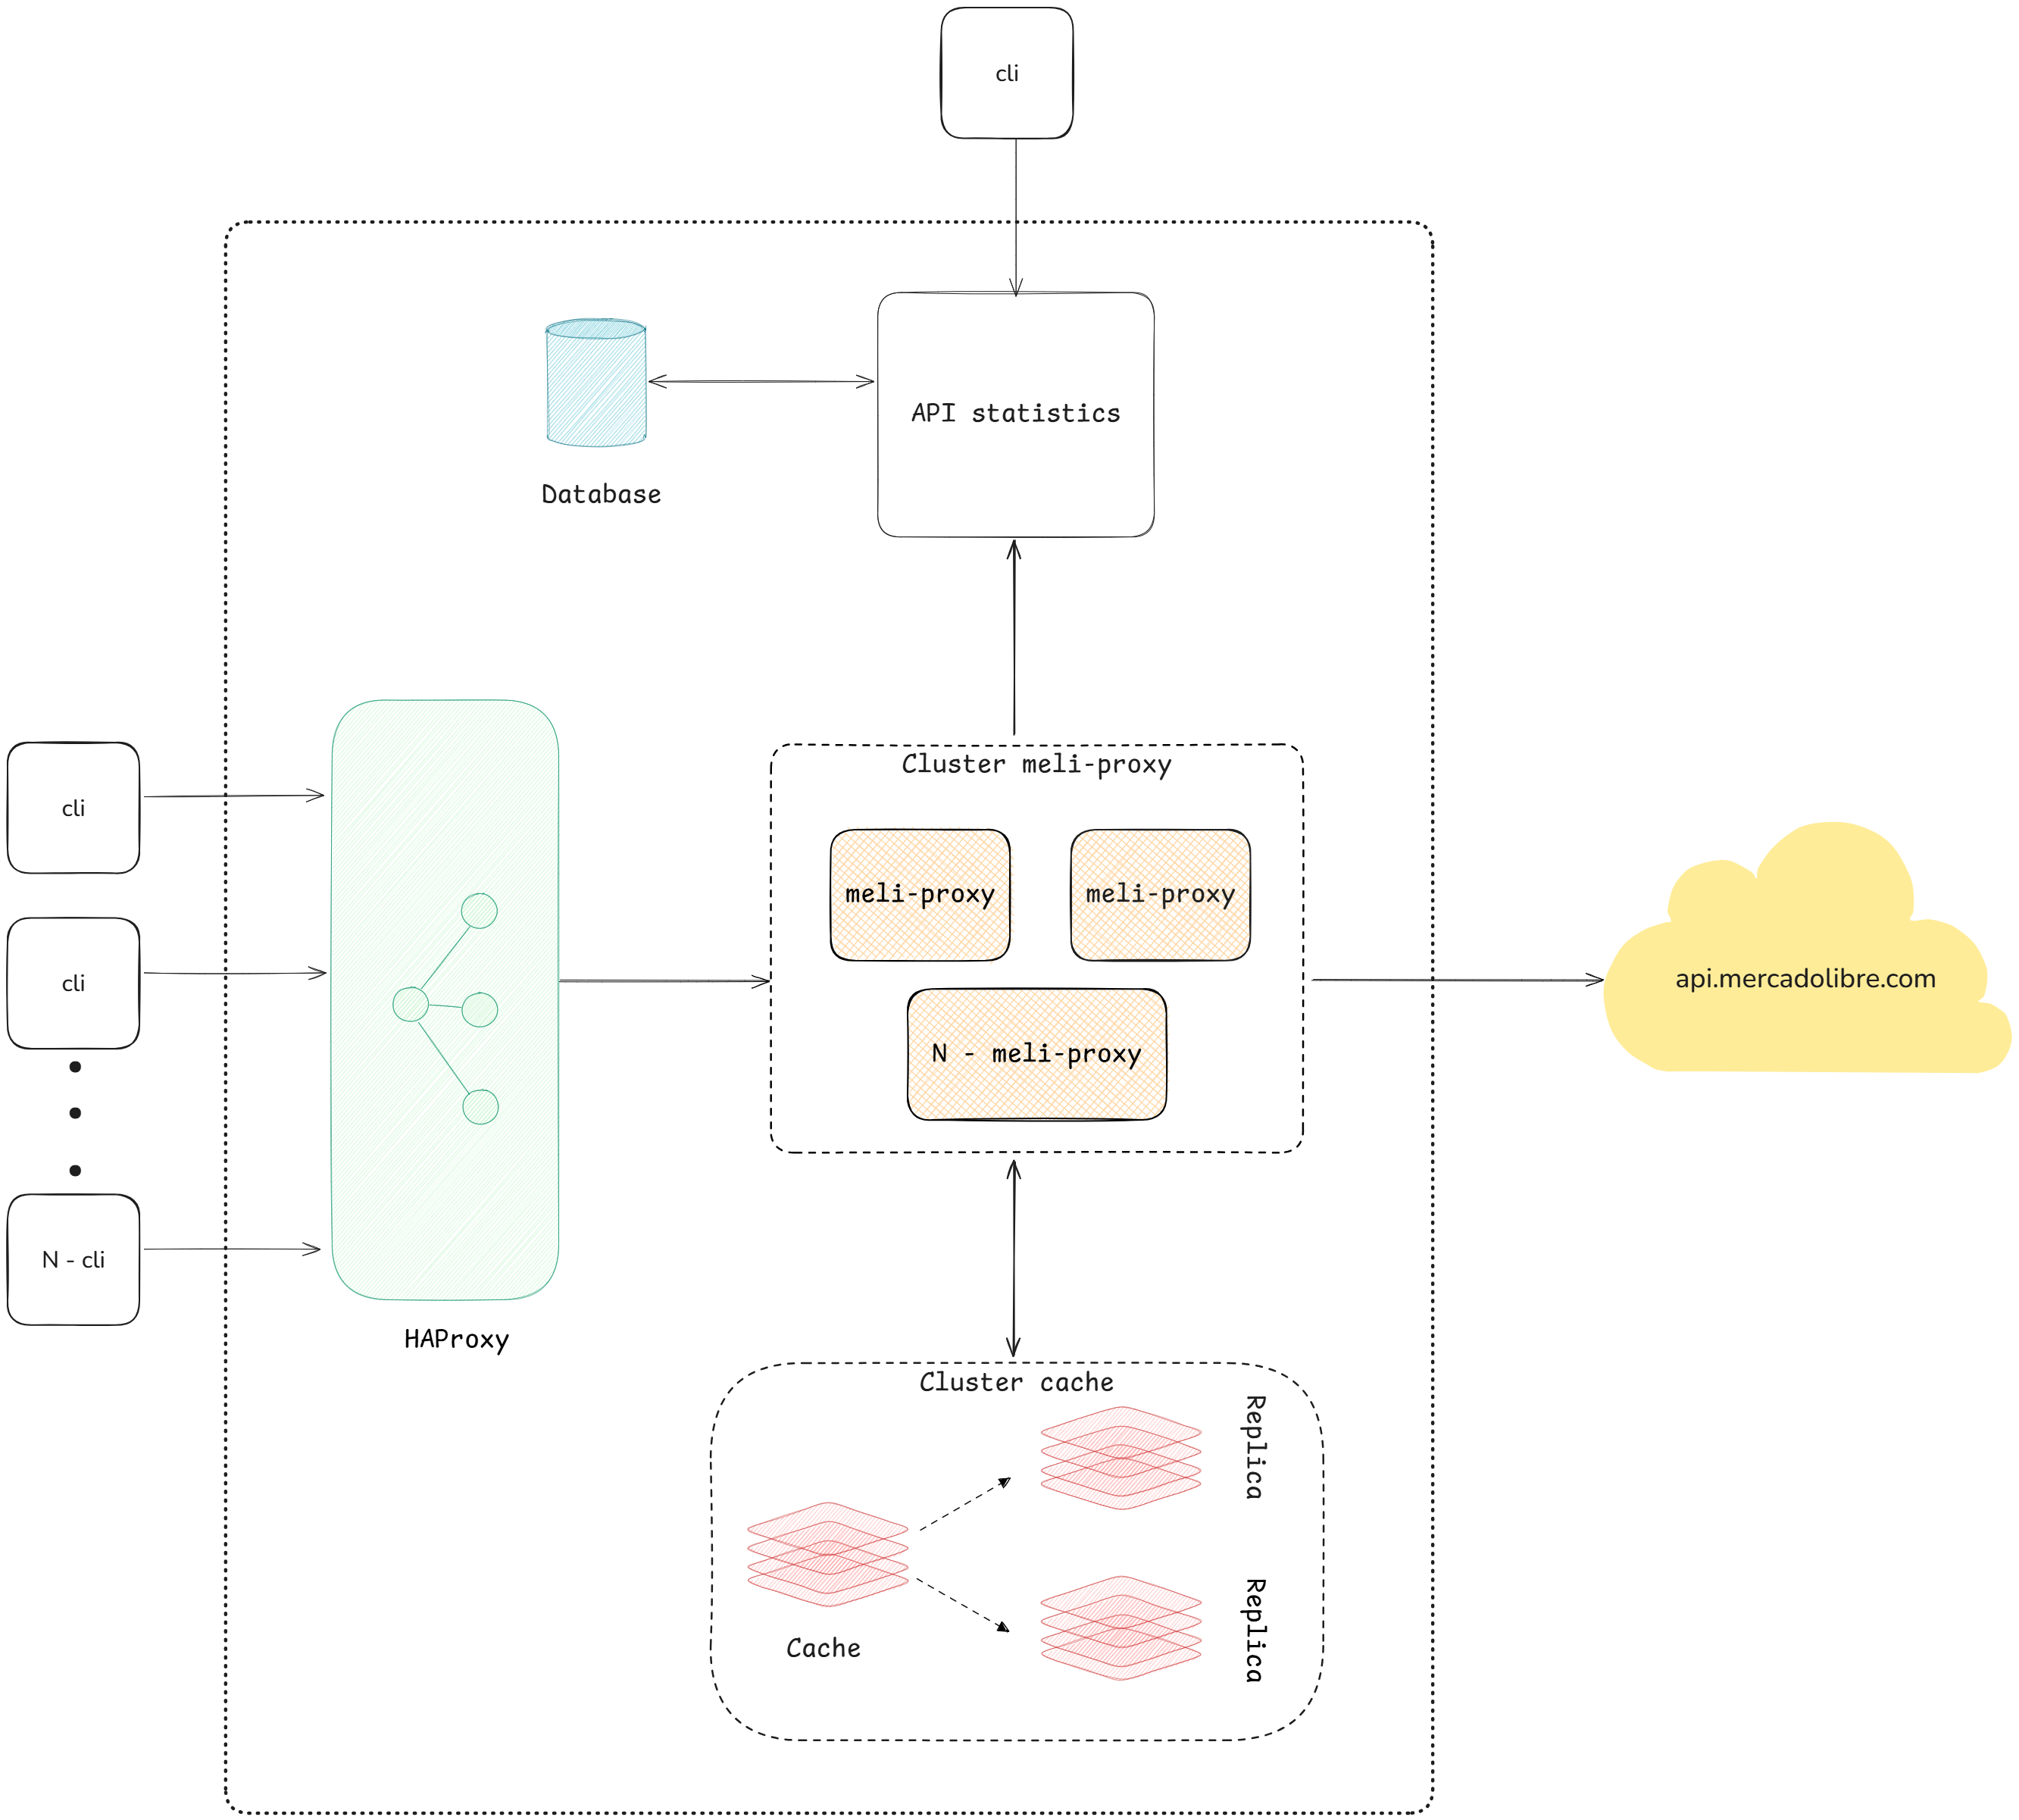 cli
API statistics
Database
Cluster meli-proxy
cli
meli-proxy
meli-proxy
cli
api.mercadolibre.com
N - meli-proxy
N - cli
HAProxy
Cluster cache
Replica
Replica
Cache